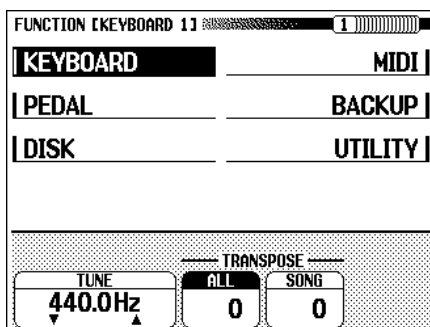 FUNCTION [KEYBOARD 1] 1
KEYBOARD MIDI
PEDAL BACKUP
DISK UTILITY
TRANSPOSE
TUNE ALL SONG
440.0Hz 0 0